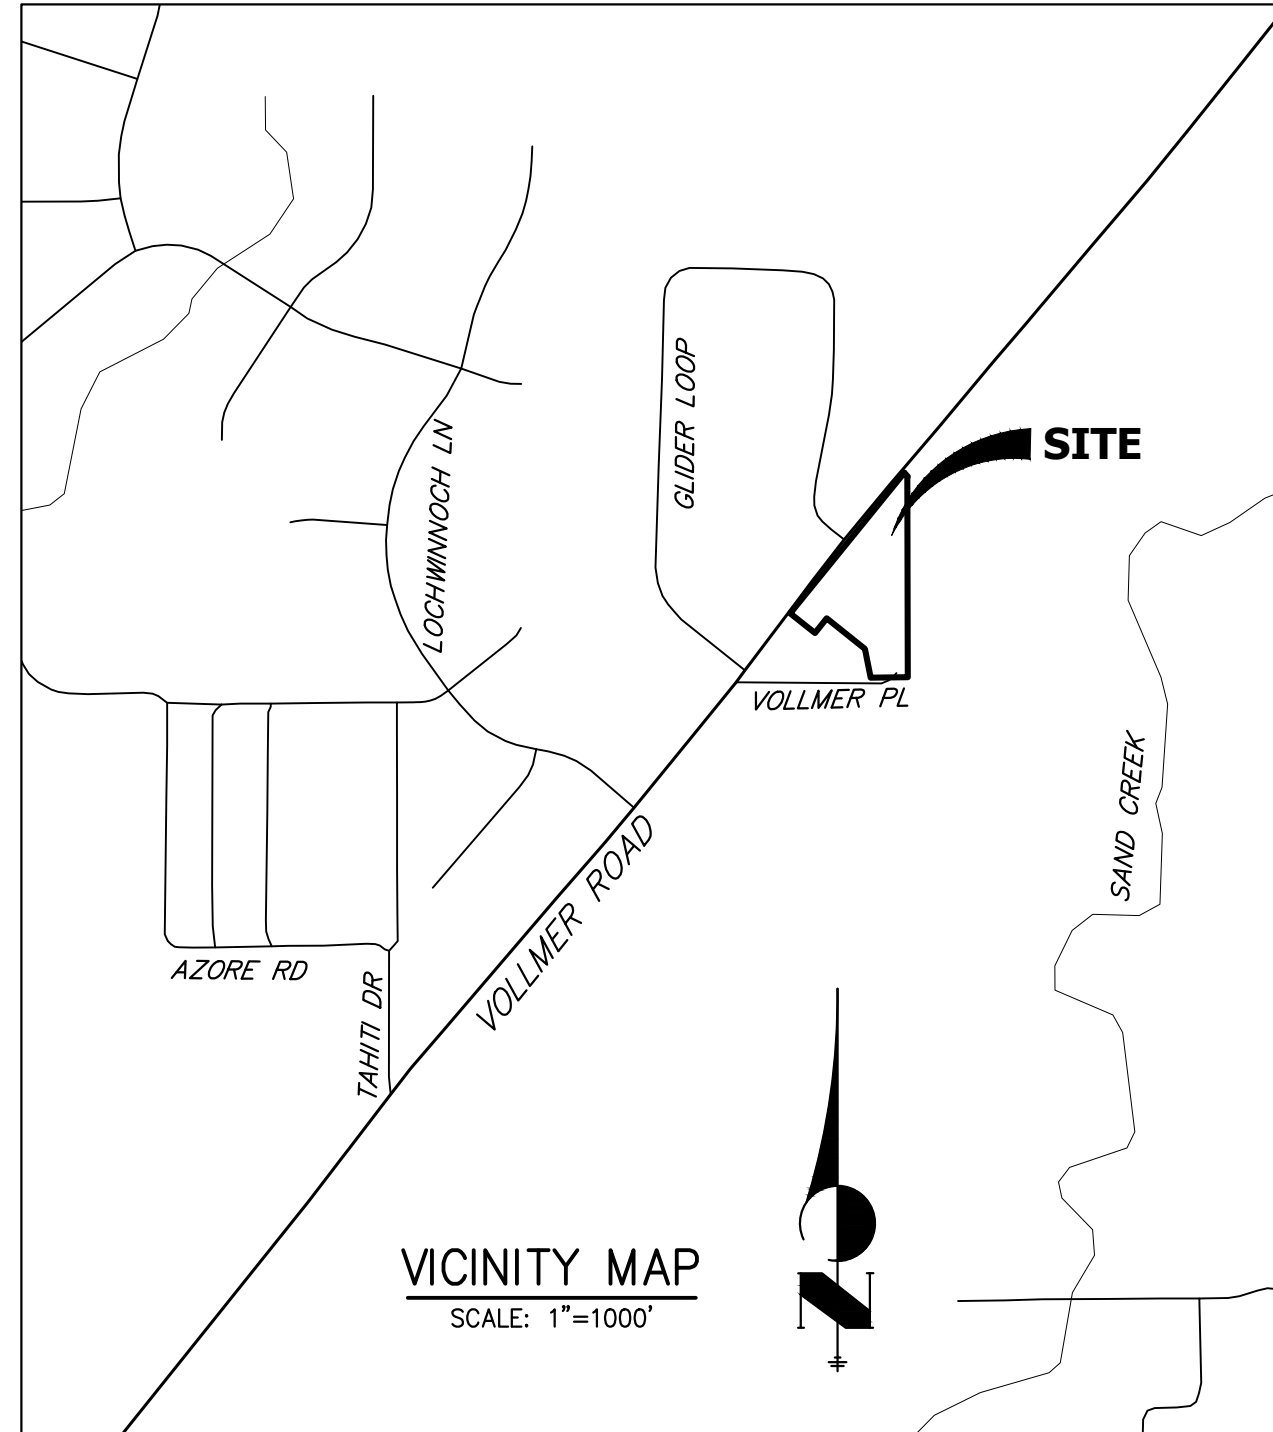 GLIDER LOOP
SITE
LOCHWINNOCH LN
VOLLMER PL
SAND CREEK
VOLLMER ROAD
AZORE RD
TAHITI DR
VICINITY MAP
SCALE: 1"=1000'
N